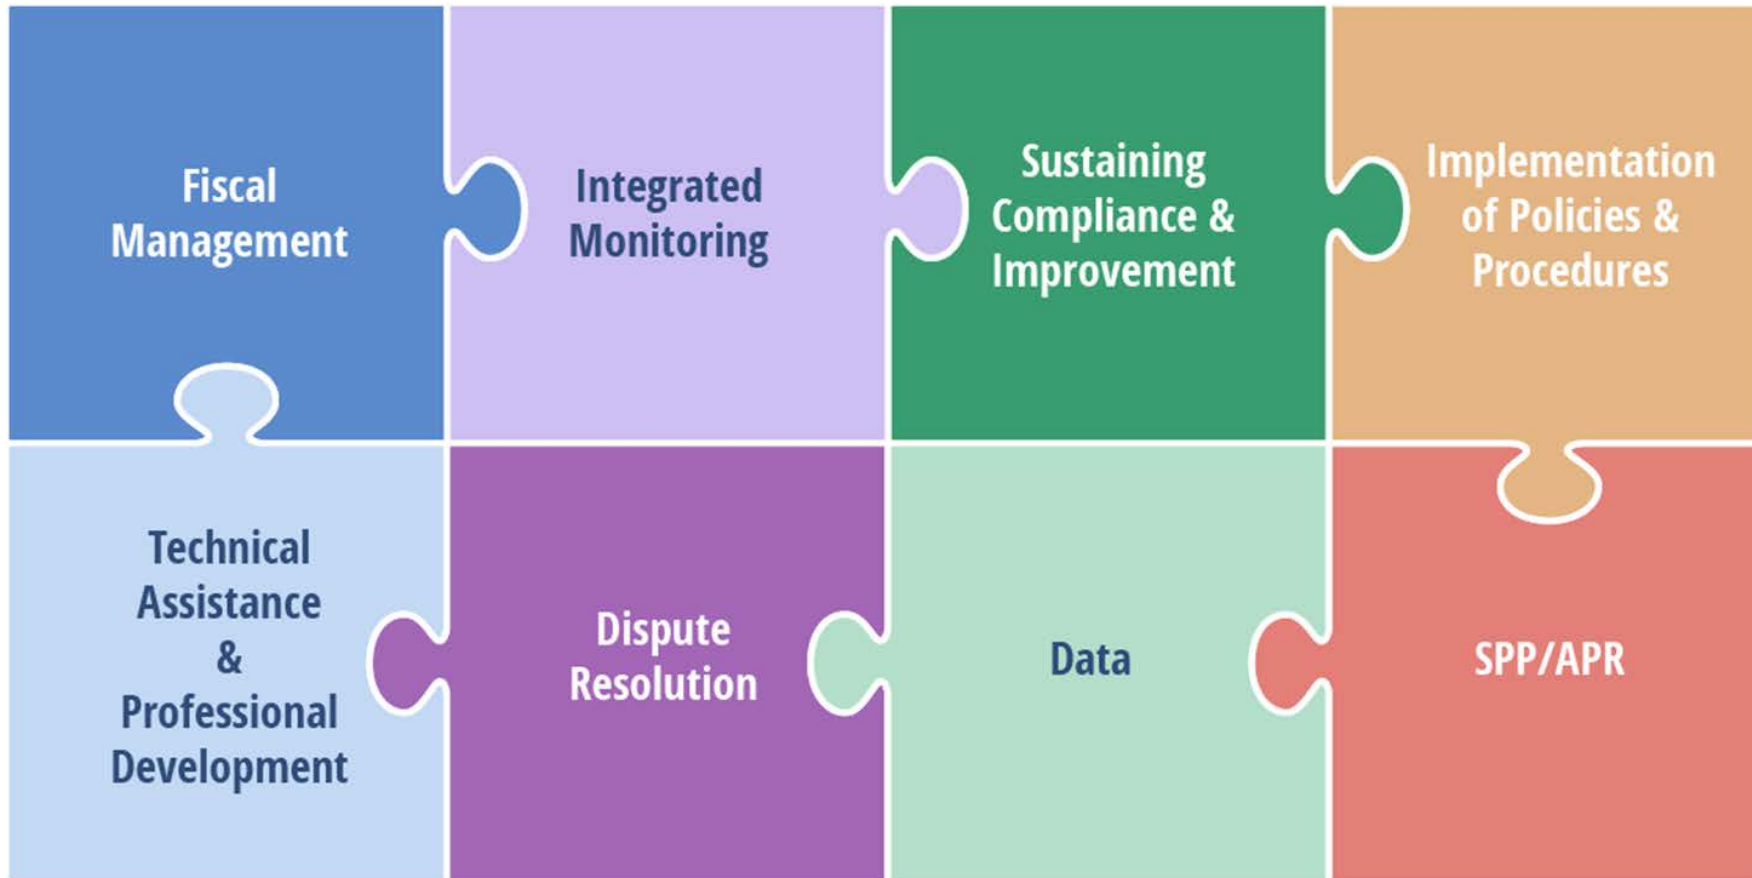 Fiscal
Management
Integrated
Monitoring
Sustaining
Compliance &
Improvement
Implementation
of Policies &
Procedures
Technical
Assistance
&
Professional
Development
Dispute
Resolution
Data
SPP/APR